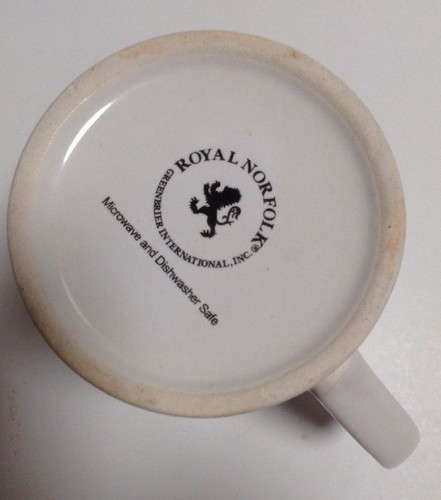 ROYAL NORFOLK®
GREENBRIER INTERNATIONAL, INC.
Microwave and Dishwasher Safe